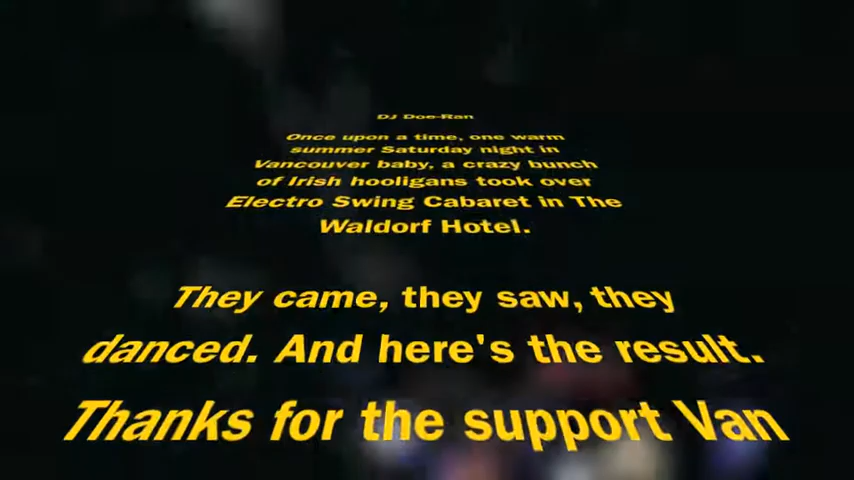 DJ Doe-Ran
Once upon a time, one warm
summer Saturday night in
Vancouver baby, a crazy bunch
of Irish hooligans took over
Electro Swing Cabaret in The
Waldorf Hotel.
They came, they saw, they
danced. And here's the result.
Thanks for the support Van